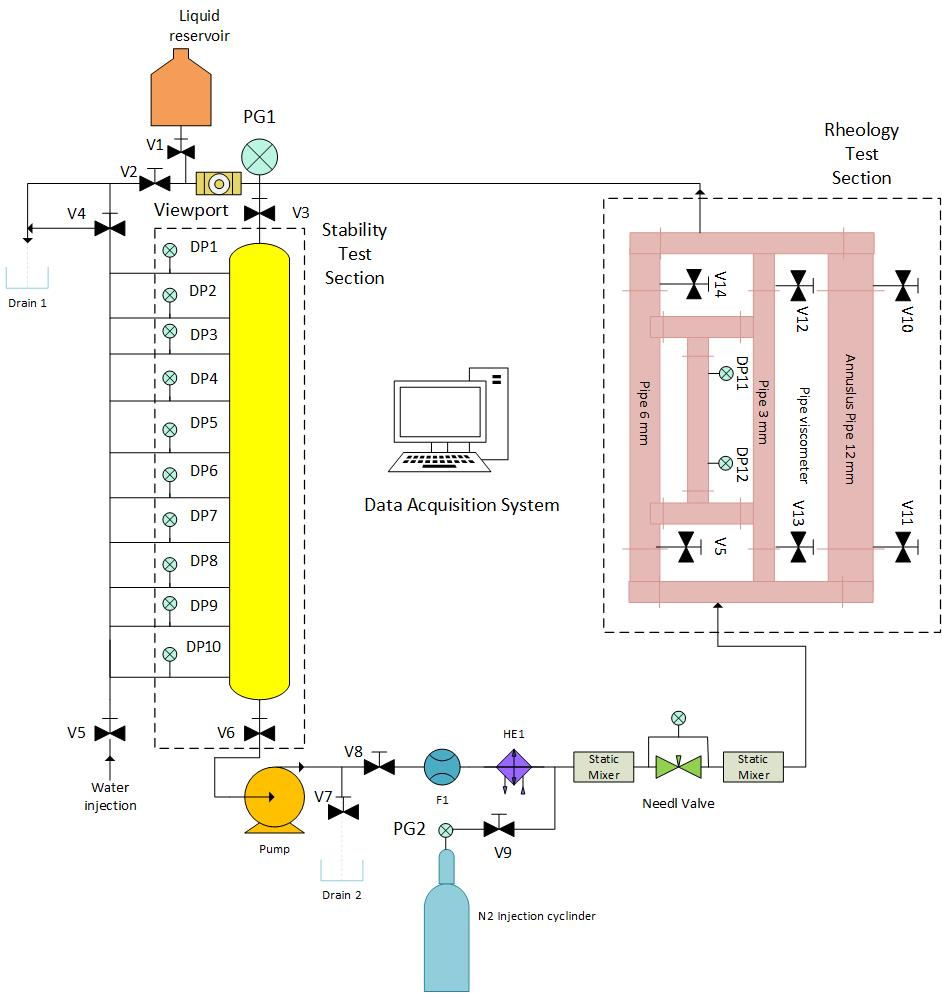 Liquid
reservoir
PG1
V1
V2
V4
Viewport
V3
Drain 1
Stability
Test
Section
DP1
DP2
DP3
DP4
DP5
DP6
DP7
DP8
DP9
DP10
V5
Water
injection
V6
Pump
V7
Drain 2
V8
F1
HE1
PG2
V9
N2 Injection cyclinder
Data Acquisition System
Static
Mixer
Needl Valve
Static
Mixer
Rheology
Test
Section
V14
V12
V10
DP11
DP12
Pipe 6 mm
Pipe 3 mm
Pipe viscometer
Annuslus Pipe 12 mm
V5
V13
V11